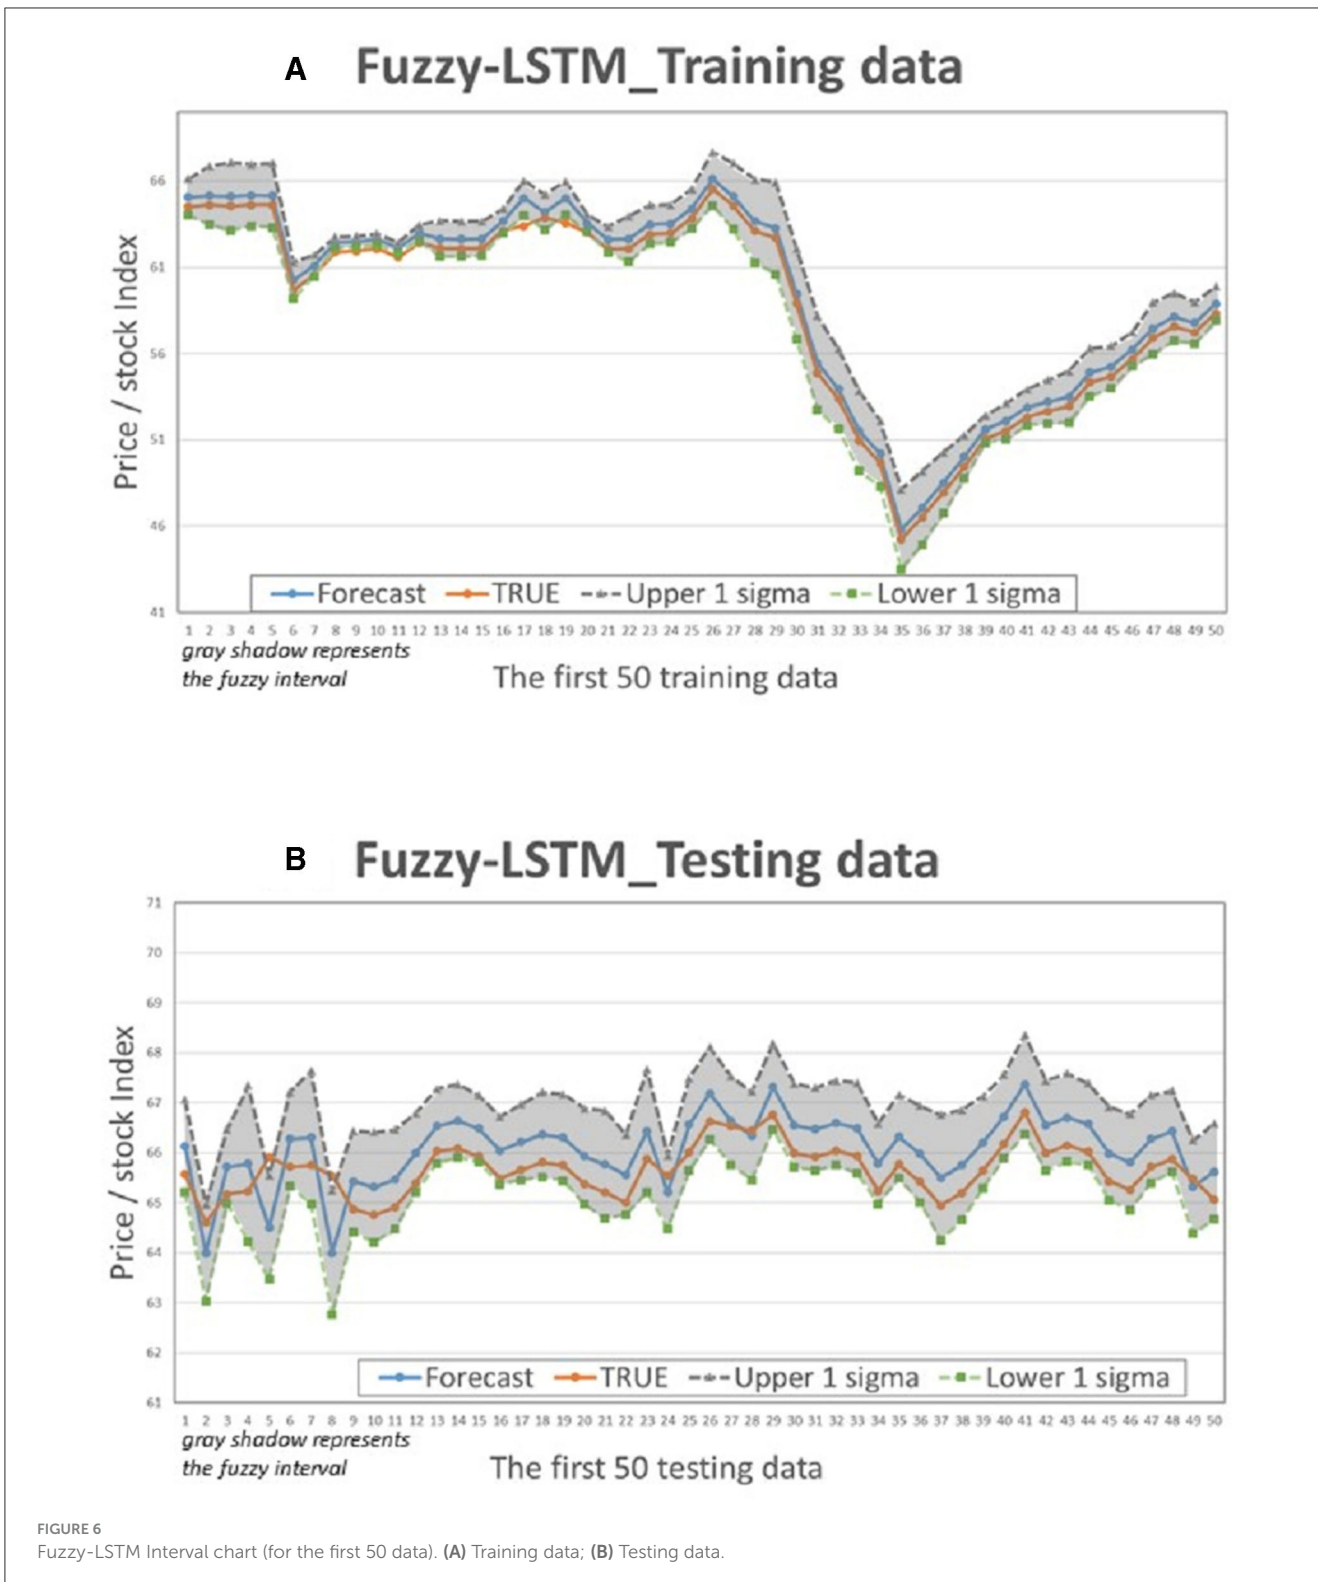 A Fuzzy-LSTM_Training data
Price / stock Index
66
61
56
51
46
41
Forecast TRUE Upper 1 sigma Lower 1 sigma
1 2 3 4 5 6 7 8 9 10 11 12 13 14 15 16 17 18 19 20 21 22 23 24 25 26 27 28 29 30 31 32 33 34 35 36 37 38 39 40 41 42 43 44 45 46 47 48 49 50
gray shadow represents
the fuzzy interval
The first 50 training data
B Fuzzy-LSTM_Testing data
Price / stock Index
71
70
69
68
67
66
65
64
63
62
61
Forecast TRUE Upper 1 sigma Lower 1 sigma
1 2 3 4 5 6 7 8 9 10 11 12 13 14 15 16 17 18 19 20 21 22 23 24 25 26 27 28 29 30 31 32 33 34 35 36 37 38 39 40 41 42 43 44 45 46 47 48 49 50
gray shadow represents
the fuzzy interval
The first 50 testing data
FIGURE 6
Fuzzy-LSTM Interval chart (for the first 50 data). (A) Training data; (B) Testing data.